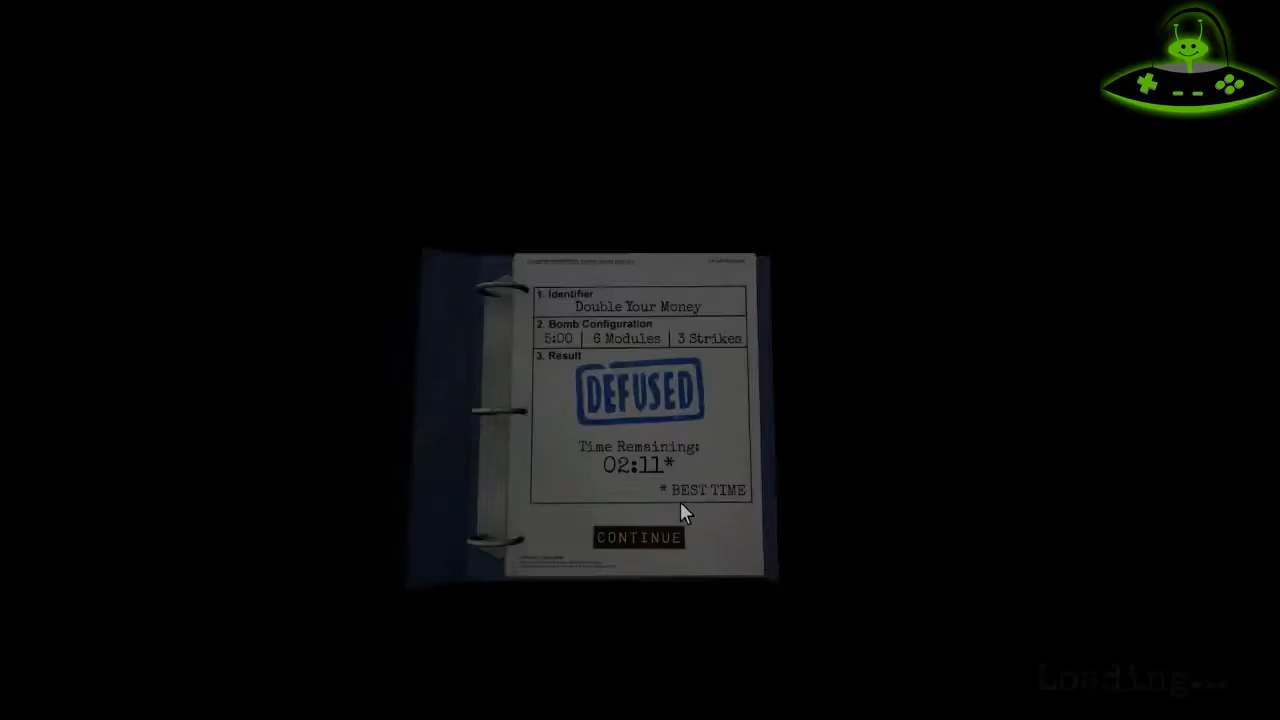 1. Identifier
Double Your Money
2. Bomb Configuration
5:00 | 6 Modules | 3 Strikes
3. Result
DEFUSED
Time Remaining:
02:11*
* BEST TIME
CONTINUE
Loading...